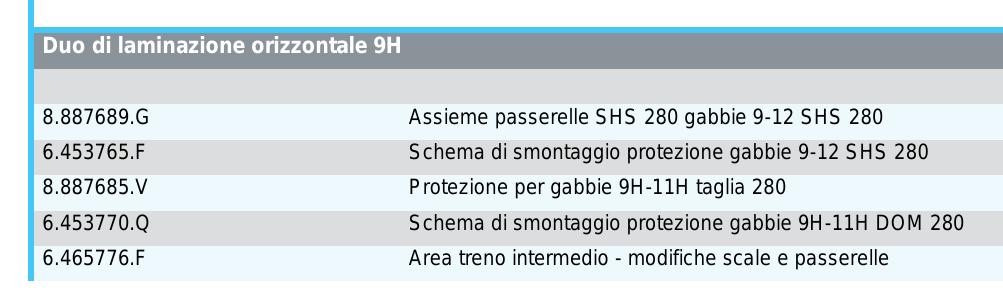 Duo di laminazione orizzontale 9H
8.887689.G Assieme passerelle SHS 280 gabbie 9-12 SHS 280
6.453765.F Schema di smontaggio protezione gabbie 9-12 SHS 280
8.887685.V Protezione per gabbie 9H-11H taglia 280
6.453770.Q Schema di smontaggio protezione gabbie 9H-11H DOM 280
6.465776.F Area treno intermedio - modifiche scale e passerelle